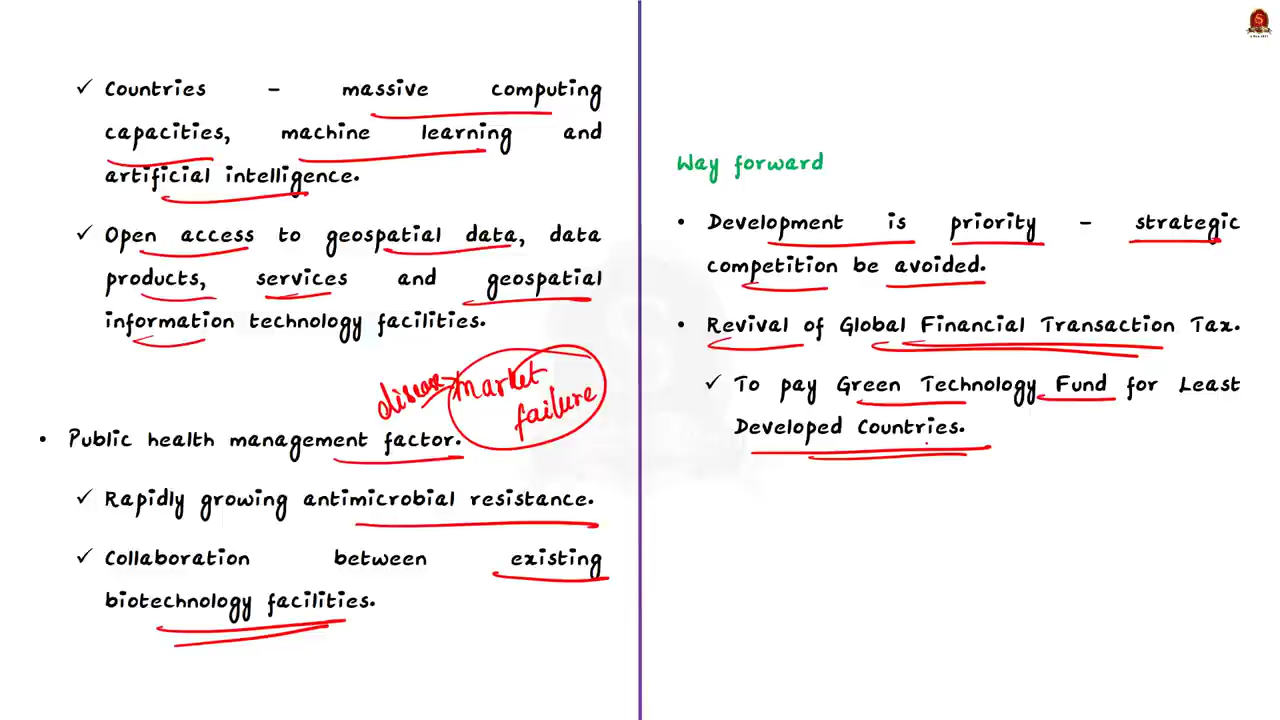 ✓ Countries - massive computing
capacities, machine learning and
artificial intelligence.
✓ Open access to geospatial data, data
products, services and geospatial
information technology facilities.
disease market
failure
• Public health management factor.
✓ Rapidly growing antimicrobial resistance.
✓ Collaboration between existing
biotechnology facilities.
Way forward
• Development is priority - strategic
competition be avoided.
• Revival of Global Financial Transaction Tax.
✓ To pay Green Technology Fund for Least
Developed Countries.